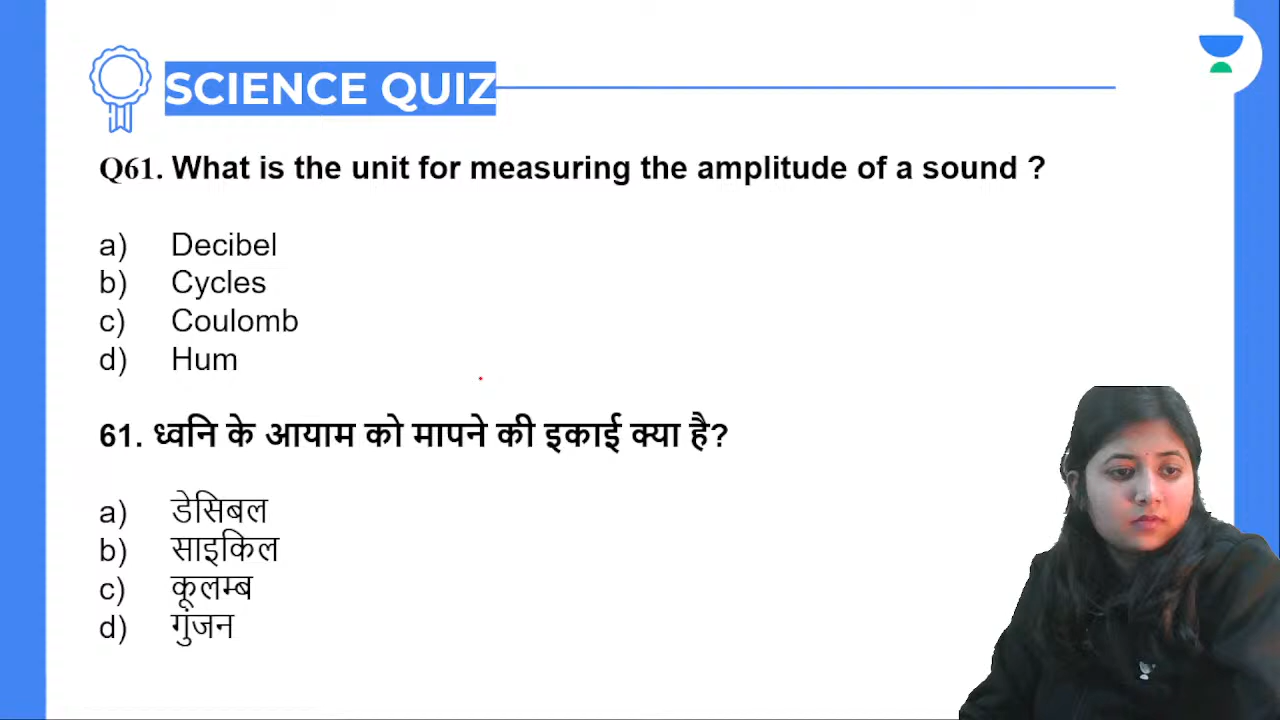 SCIENCE QUIZ
Q61. What is the unit for measuring the amplitude of a sound ?
a) Decibel
b) Cycles
c) Coulomb
d) Hum
61. ध्वनि के आयाम को मापने की इकाई क्या है?
a) डेसिबल
b) साइकिल
c) कूलम्ब
d) गुंजन